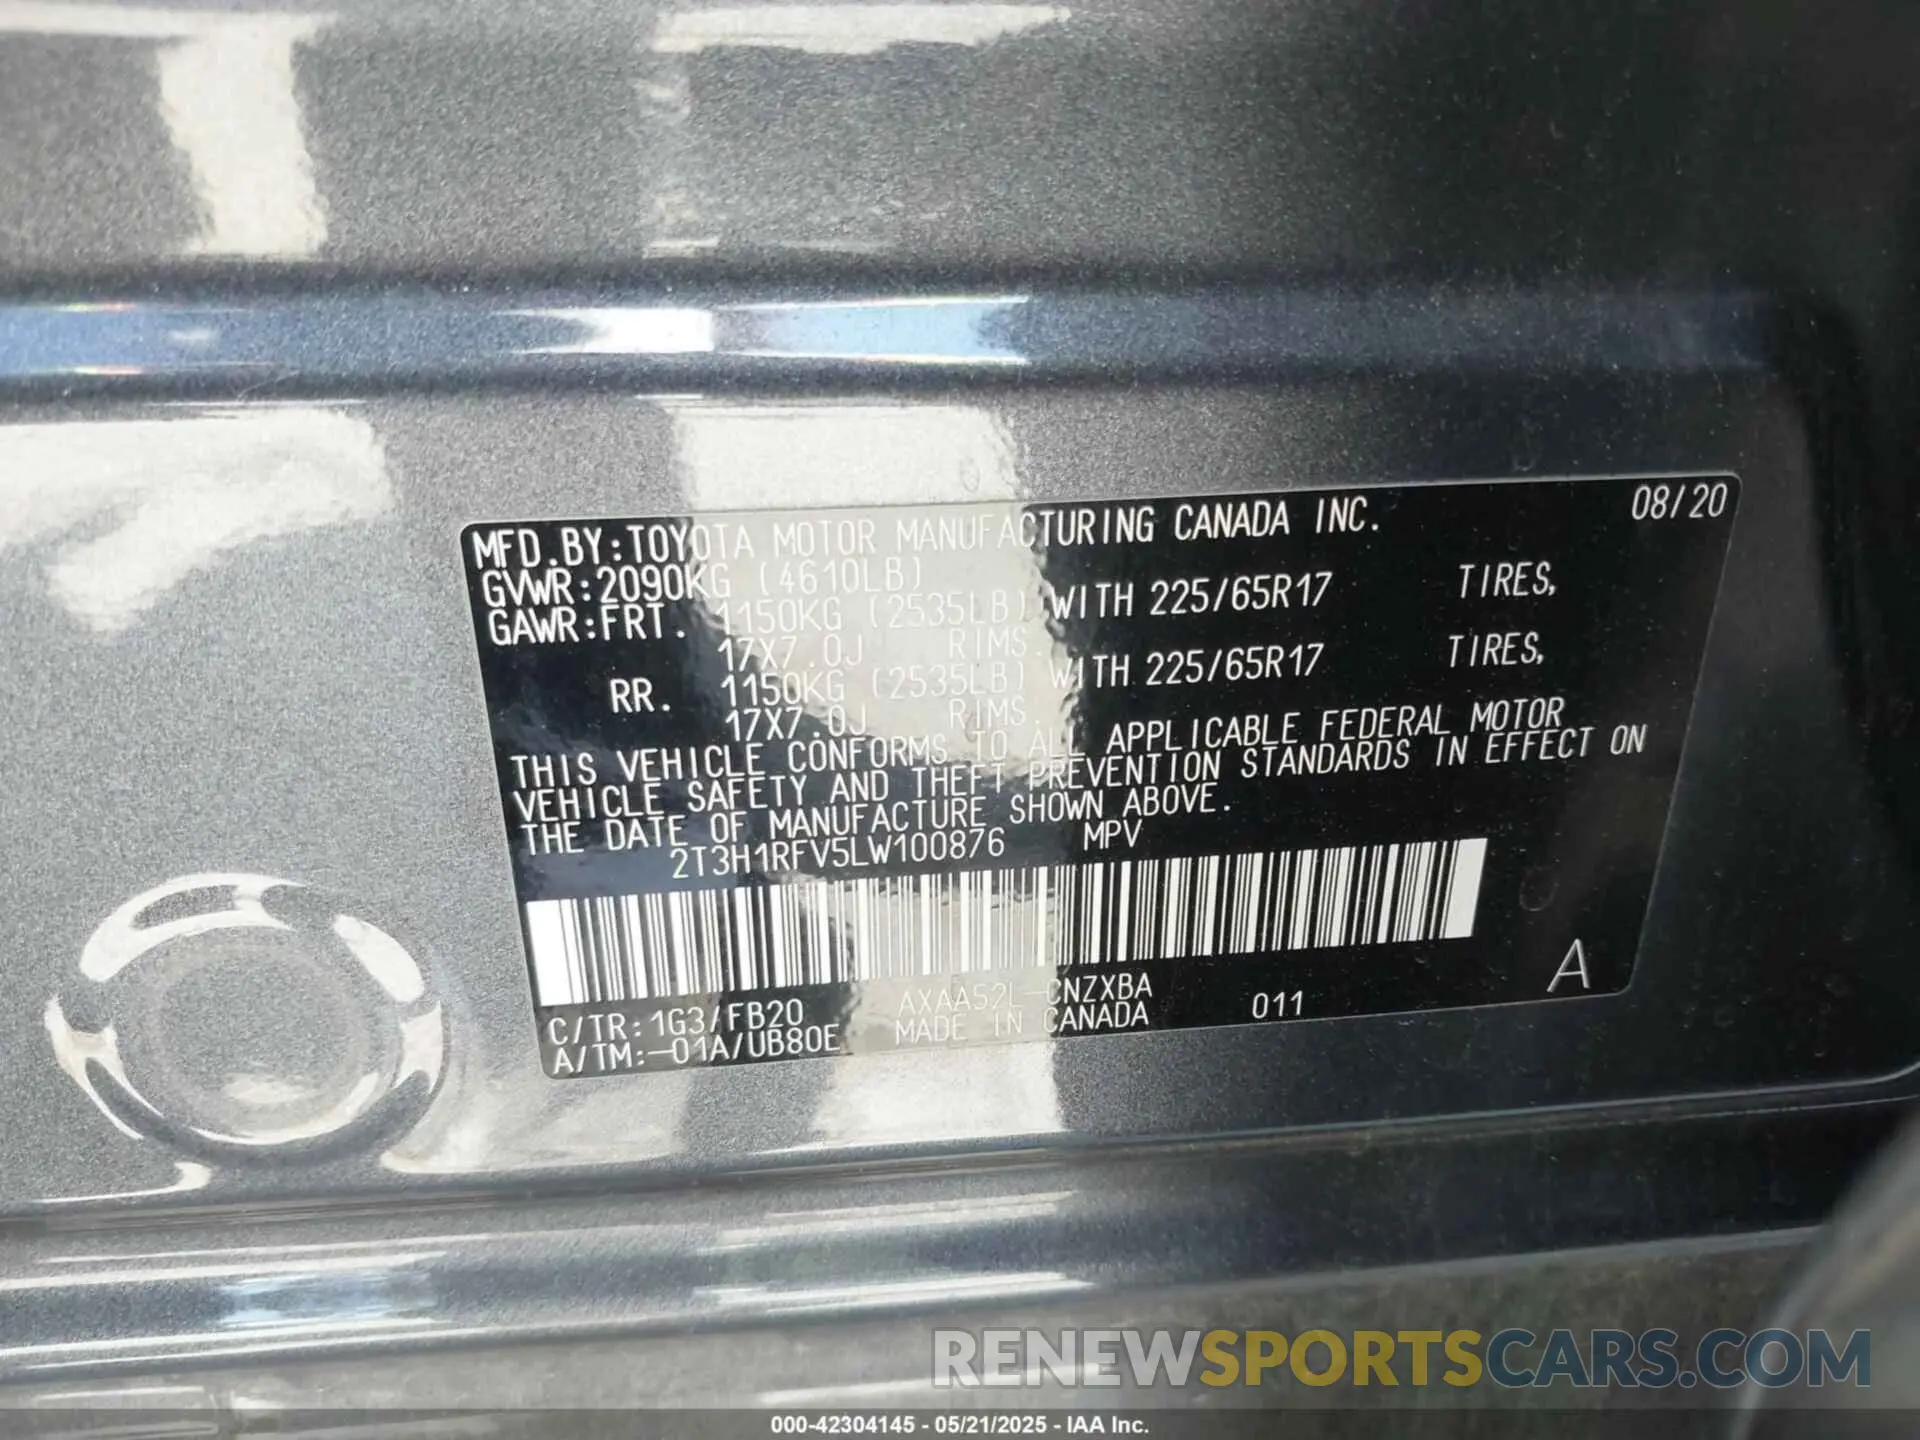 MFD.BY:TOYOTA MOTOR MANUFACTURING CANADA INC. 08/20
GVWR:2090KG (4610LB)
GAWR:FRT. 1150KG (2535LB) WITH 225/65R17 TIRES,
17X7.0J RIMS.
RR. 1150KG (2535LB) WITH 225/65R17 TIRES,
17X7.0J RIMS.
THIS VEHICLE CONFORMS TO ALL APPLICABLE FEDERAL MOTOR
VEHICLE SAFETY AND THEFT PREVENTION STANDARDS IN EFFECT ON
THE DATE OF MANUFACTURE SHOWN ABOVE.
2T3H1RFV5LW100876 MPV
A
C/TR:1G3/FB20 AXAA52L-CNZXBA 011
A/TM:-01A/UB80E MADE IN CANADA
RENEWSPORTSCARS.COM
000-42304145 - 05/21/2025 - IAA Inc.